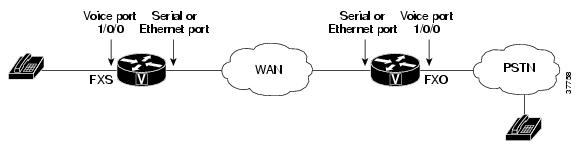 Voice port
1/0/0
Serial or
Ethernet port
Serial or
Ethernet port
Voice port
1/0/0
FXS
V
WAN
V
FXO
PSTN
37758